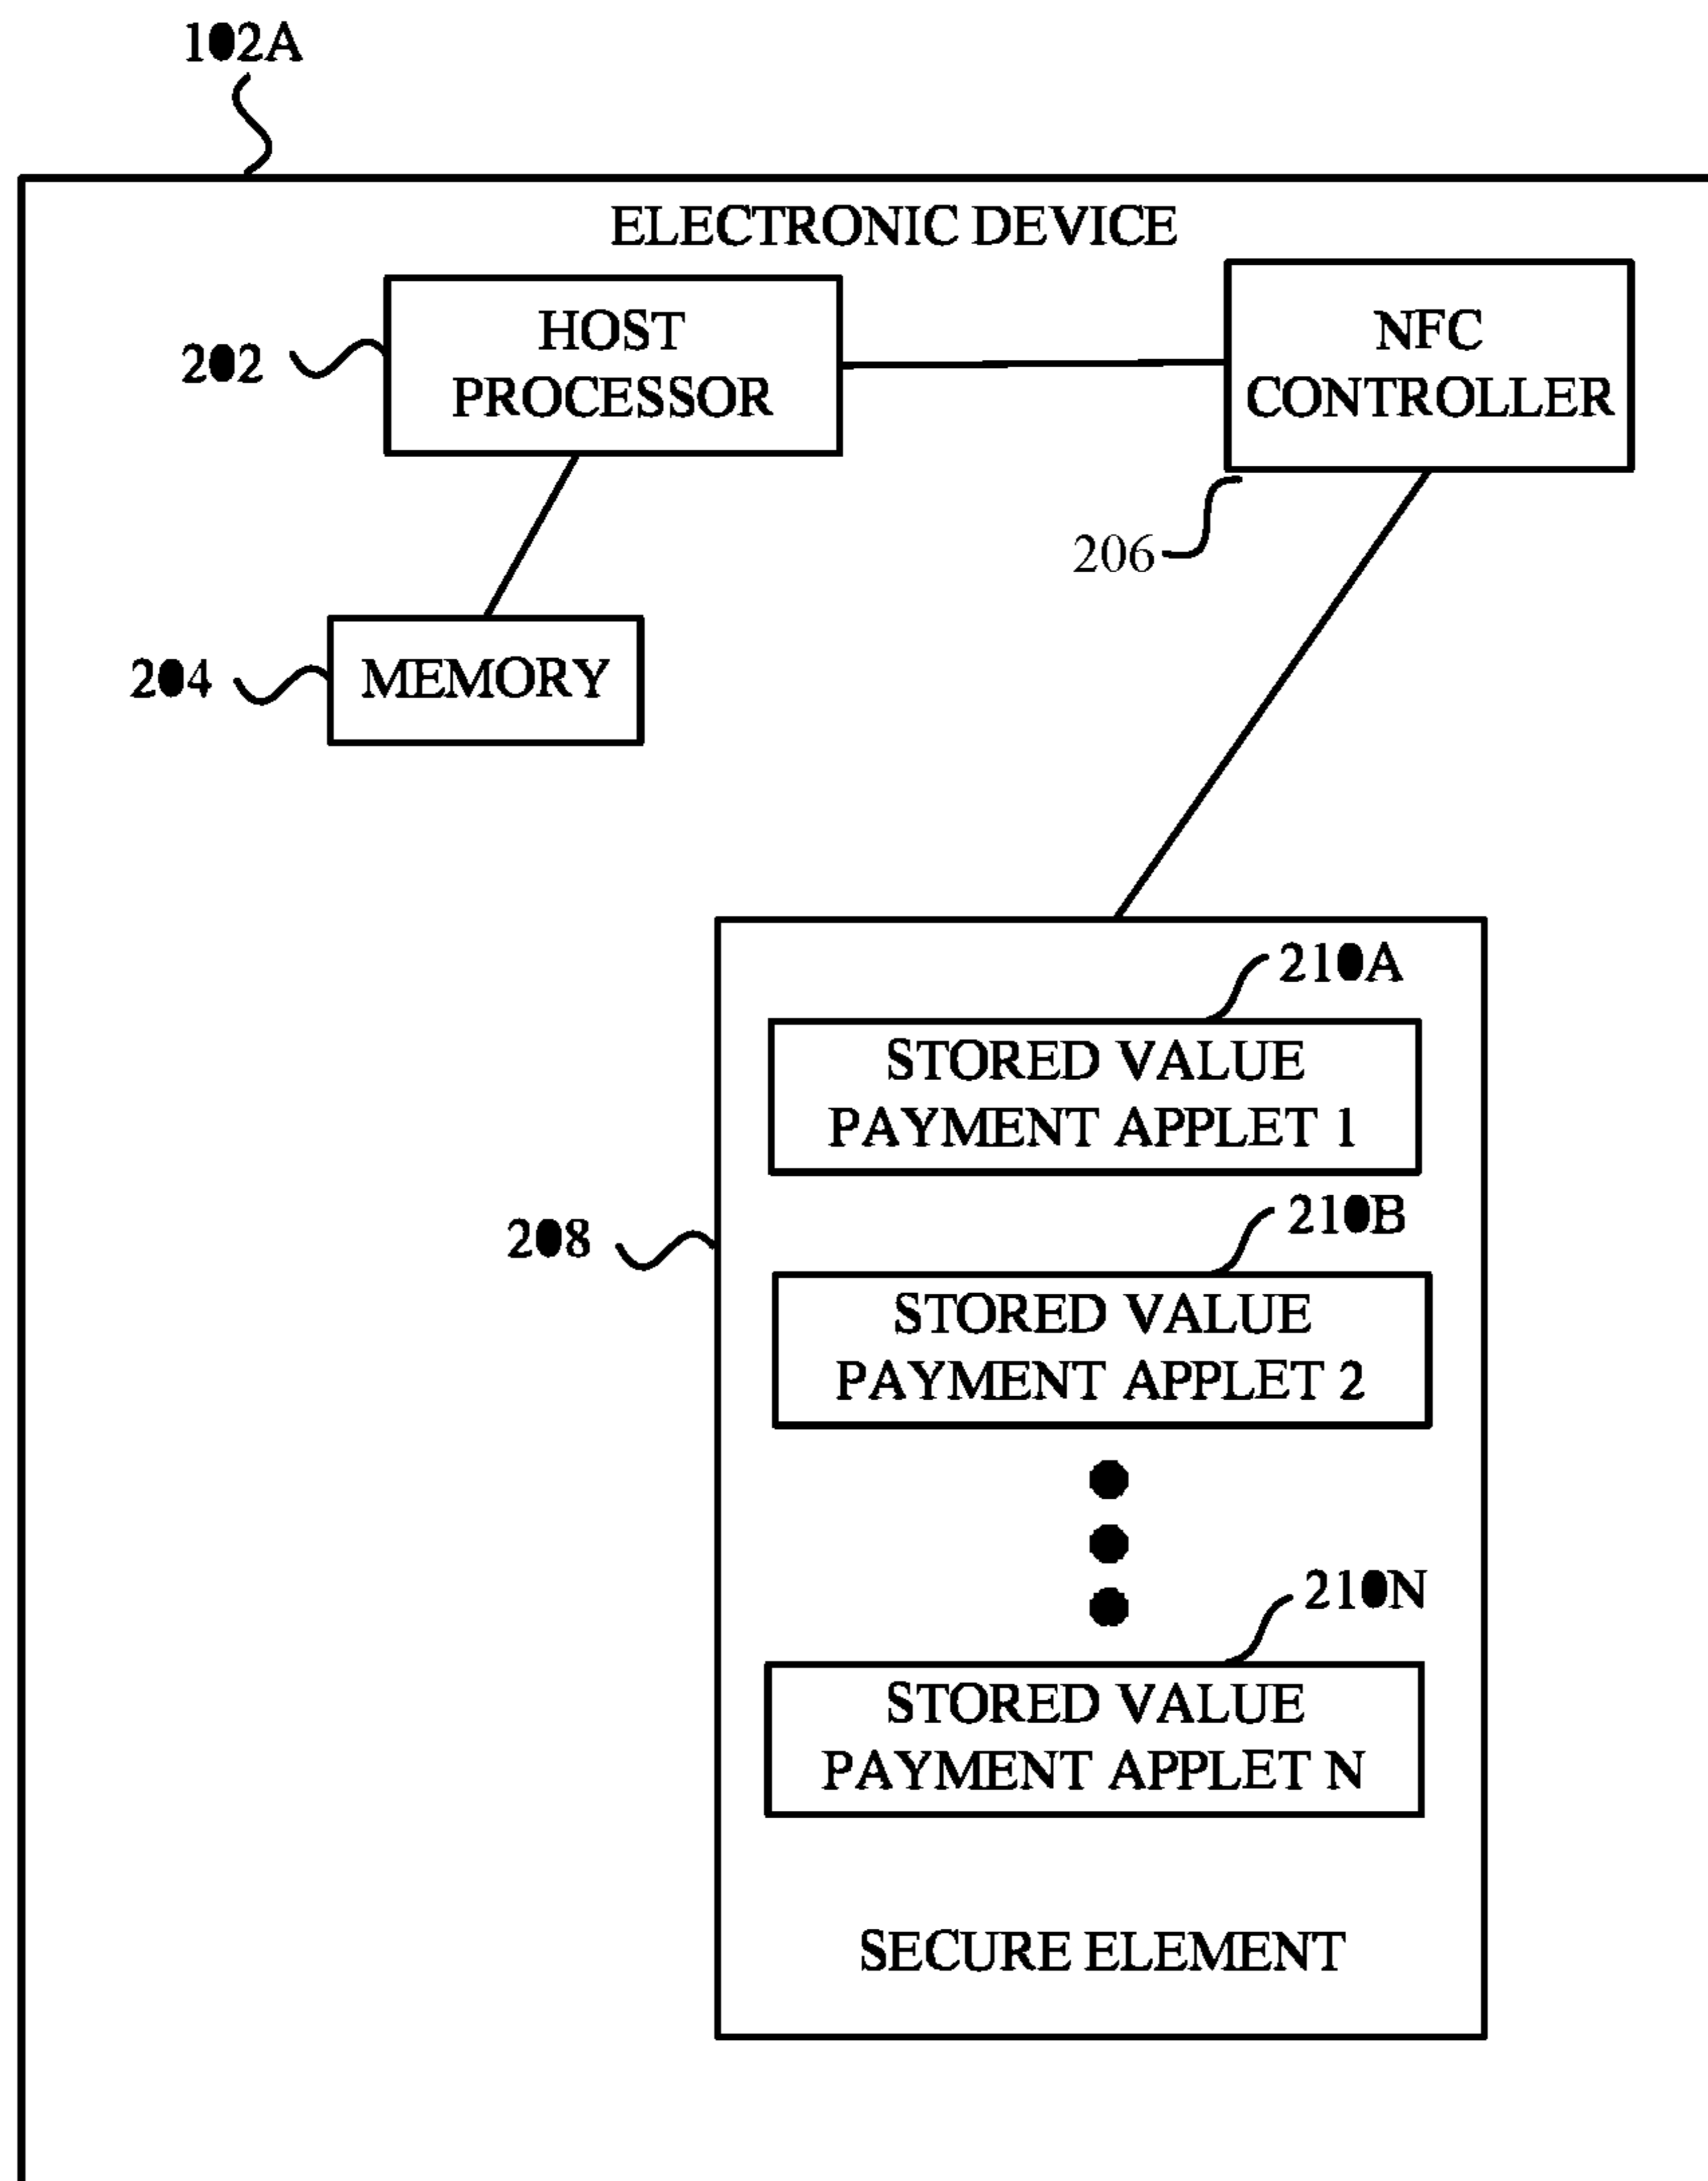 102A
ELECTRONIC DEVICE
HOST
PROCESSOR
202
NFC
CONTROLLER
206
MEMORY
204
210A
STORED VALUE
PAYMENT APPLET 1
208
210B
STORED VALUE
PAYMENT APPLET 2
210N
STORED VALUE
PAYMENT APPLET N
SECURE ELEMENT